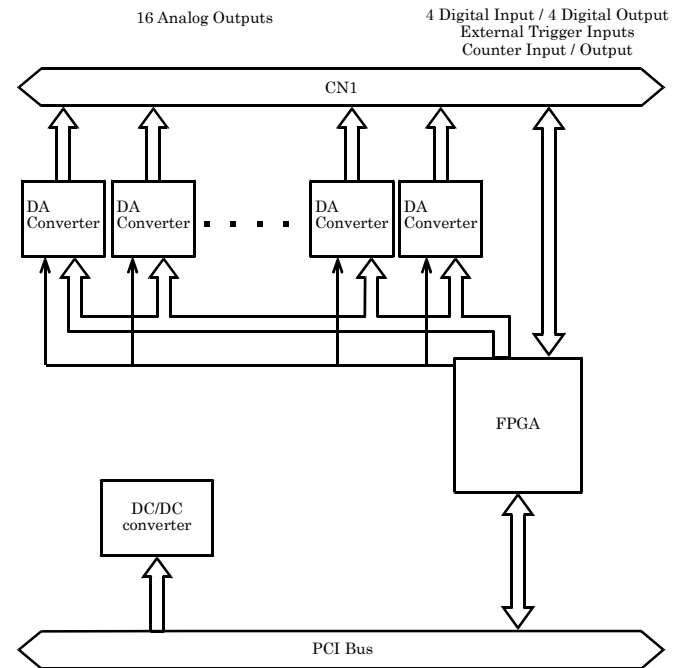 16 Analog Outputs
4 Digital Input / 4 Digital Output
External Trigger Inputs
Counter Input / Output
CN1
DA
Converter
DA
Converter
DA
Converter
DA
Converter
FPGA
DC/DC
converter
PCI Bus